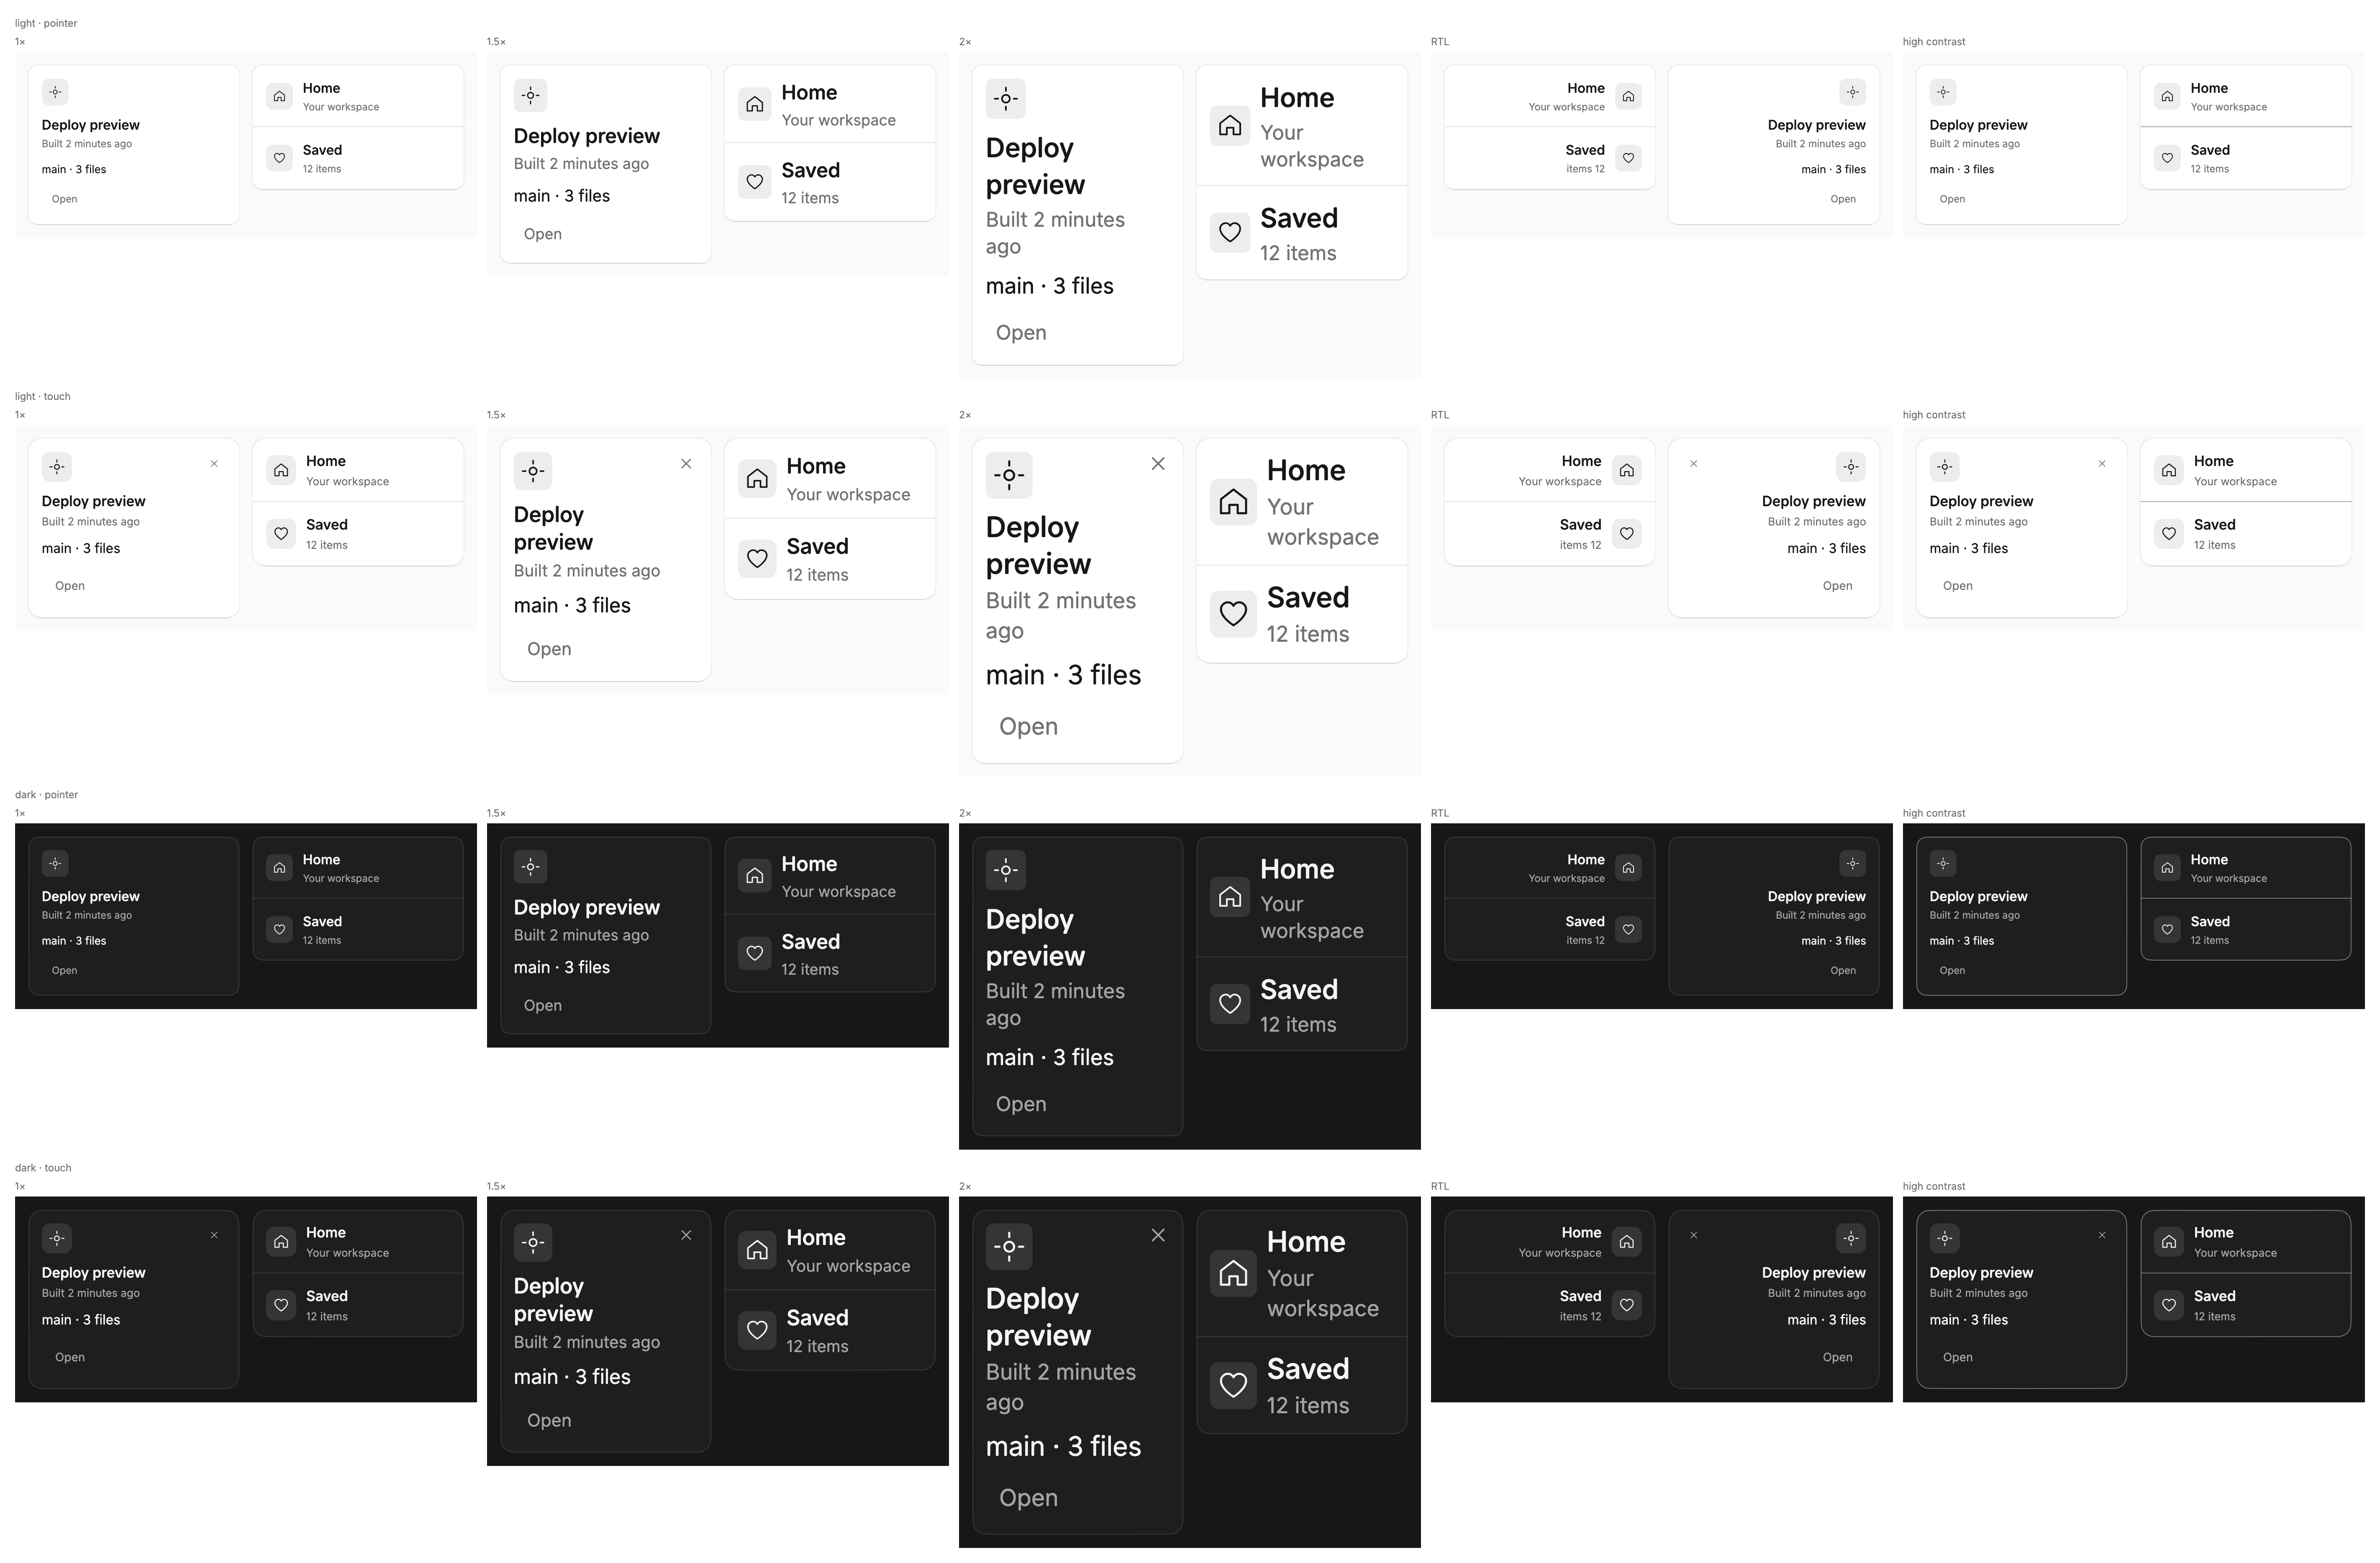 light · pointer
1×
Deploy preview
Built 2 minutes ago
main · 3 files
Open
Home
Your workspace
Saved
12 items
1.5×
Deploy preview
Built 2 minutes ago
main · 3 files
Open
Home
Your workspace
Saved
12 items
2×
Deploy
preview
Built 2 minutes
ago
main · 3 files
Open
Home
Your
workspace
Saved
12 items
RTL
Home
Your workspace
Saved
items 12
Deploy preview
Built 2 minutes ago
main · 3 files
Open
high contrast
Deploy preview
Built 2 minutes ago
main · 3 files
Open
Home
Your workspace
Saved
12 items
light · touch
1×
Deploy preview
Built 2 minutes ago
main · 3 files
Open
Home
Your workspace
Saved
12 items
1.5×
Deploy
preview
Built 2 minutes ago
main · 3 files
Open
Home
Your workspace
Saved
12 items
2×
Deploy
preview
Built 2 minutes
ago
main · 3 files
Open
Home
Your
workspace
Saved
12 items
RTL
Home
Your workspace
Saved
items 12
Deploy preview
Built 2 minutes ago
main · 3 files
Open
high contrast
Deploy preview
Built 2 minutes ago
main · 3 files
Open
Home
Your workspace
Saved
12 items
dark · pointer
1×
Deploy preview
Built 2 minutes ago
main · 3 files
Open
Home
Your workspace
Saved
12 items
1.5×
Deploy preview
Built 2 minutes ago
main · 3 files
Open
Home
Your workspace
Saved
12 items
2×
Deploy
preview
Built 2 minutes
ago
main · 3 files
Open
Home
Your
workspace
Saved
12 items
RTL
Home
Your workspace
Saved
items 12
Deploy preview
Built 2 minutes ago
main · 3 files
Open
high contrast
Deploy preview
Built 2 minutes ago
main · 3 files
Open
Home
Your workspace
Saved
12 items
dark · touch
1×
Deploy preview
Built 2 minutes ago
main · 3 files
Open
Home
Your workspace
Saved
12 items
1.5×
Deploy
preview
Built 2 minutes ago
main · 3 files
Open
Home
Your workspace
Saved
12 items
2×
Deploy
preview
Built 2 minutes
ago
main · 3 files
Open
Home
Your
workspace
Saved
12 items
RTL
Home
Your workspace
Saved
items 12
Deploy preview
Built 2 minutes ago
main · 3 files
Open
high contrast
Deploy preview
Built 2 minutes ago
main · 3 files
Open
Home
Your workspace
Saved
12 items